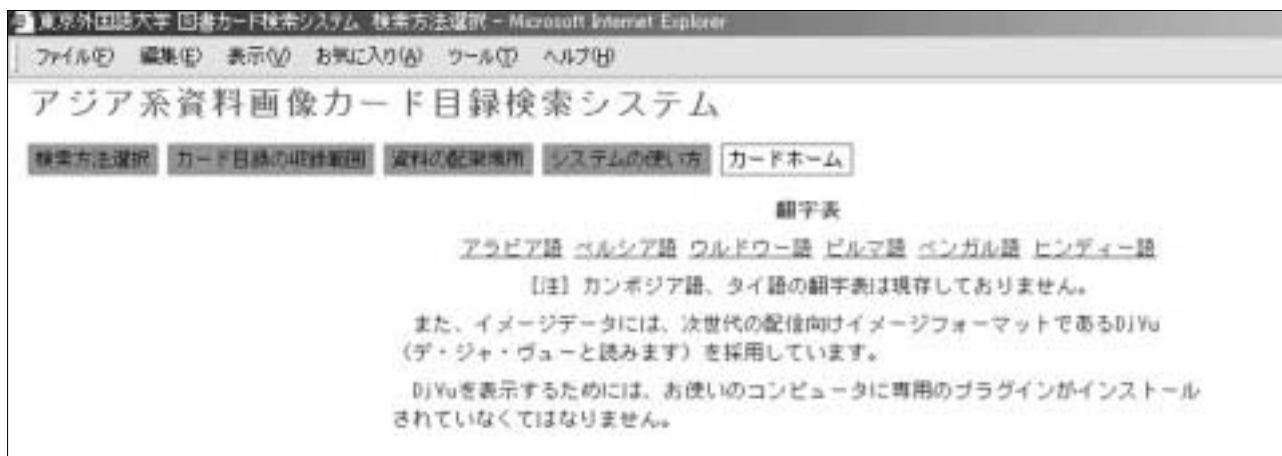 東京外国語大学 図書カード検索システム 検索方法選択 - Microsoft Internet Explorer
ファイル(F) 編集(E) 表示(V) お気に入り(A) ツール(T) ヘルプ(H)
アジア系資料画像カード目録検索システム
検索方法選択 カード目録の収録範囲 資料の配架場所 システムの使い方 カードホーム
翻字表
アラビア語 ペルシア語 ウルドゥー語 ビルマ語 ベンガル語 ヒンディー語
[注] カンボジア語、タイ語の翻字表は現存しておりません。
また、イメージデータには、次世代の配信向けイメージフォーマットであるDjVu
(デ・ジャ・ヴューと読みます)を採用しています。
DjVuを表示するためには、お使いのコンピュータに専用のプラグインがインストール
されていなくてはなりません。